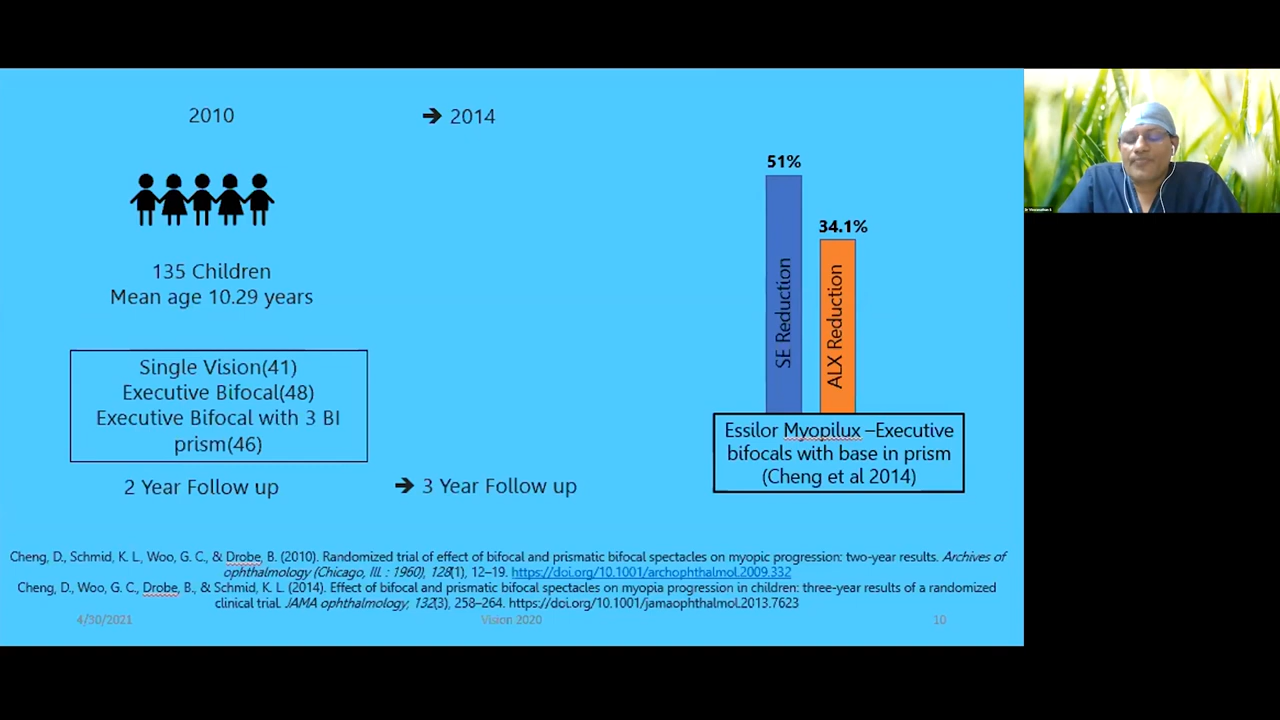 2010
➔ 2014
135 Children
Mean age 10.29 years
Single Vision(41)
Executive Bifocal(48)
Executive Bifocal with 3 BI
prism(46)
2 Year Follow up
➔ 3 Year Follow up
51%
34.1%
SE Reduction
ALX Reduction
Essilor Myopilux –Executive
bifocals with base in prism
(Cheng et al 2014)
Cheng, D., Schmid, K. L., Woo, G. C., & Drobe, B. (2010). Randomized trial of effect of bifocal and prismatic bifocal spectacles on myopic progression: two-year results. Archives of
ophthalmology (Chicago, Ill. : 1960), 128(1), 12–19. https://doi.org/10.1001/archophthalmol.2009.332
Cheng, D., Woo, G. C., Drobe, B., & Schmid, K. L. (2014). Effect of bifocal and prismatic bifocal spectacles on myopia progression in children: three-year results of a randomized
clinical trial. JAMA ophthalmology, 132(3), 258–264. https://doi.org/10.1001/jamaophthalmol.2013.7623
4/30/2021
Vision 2020
10